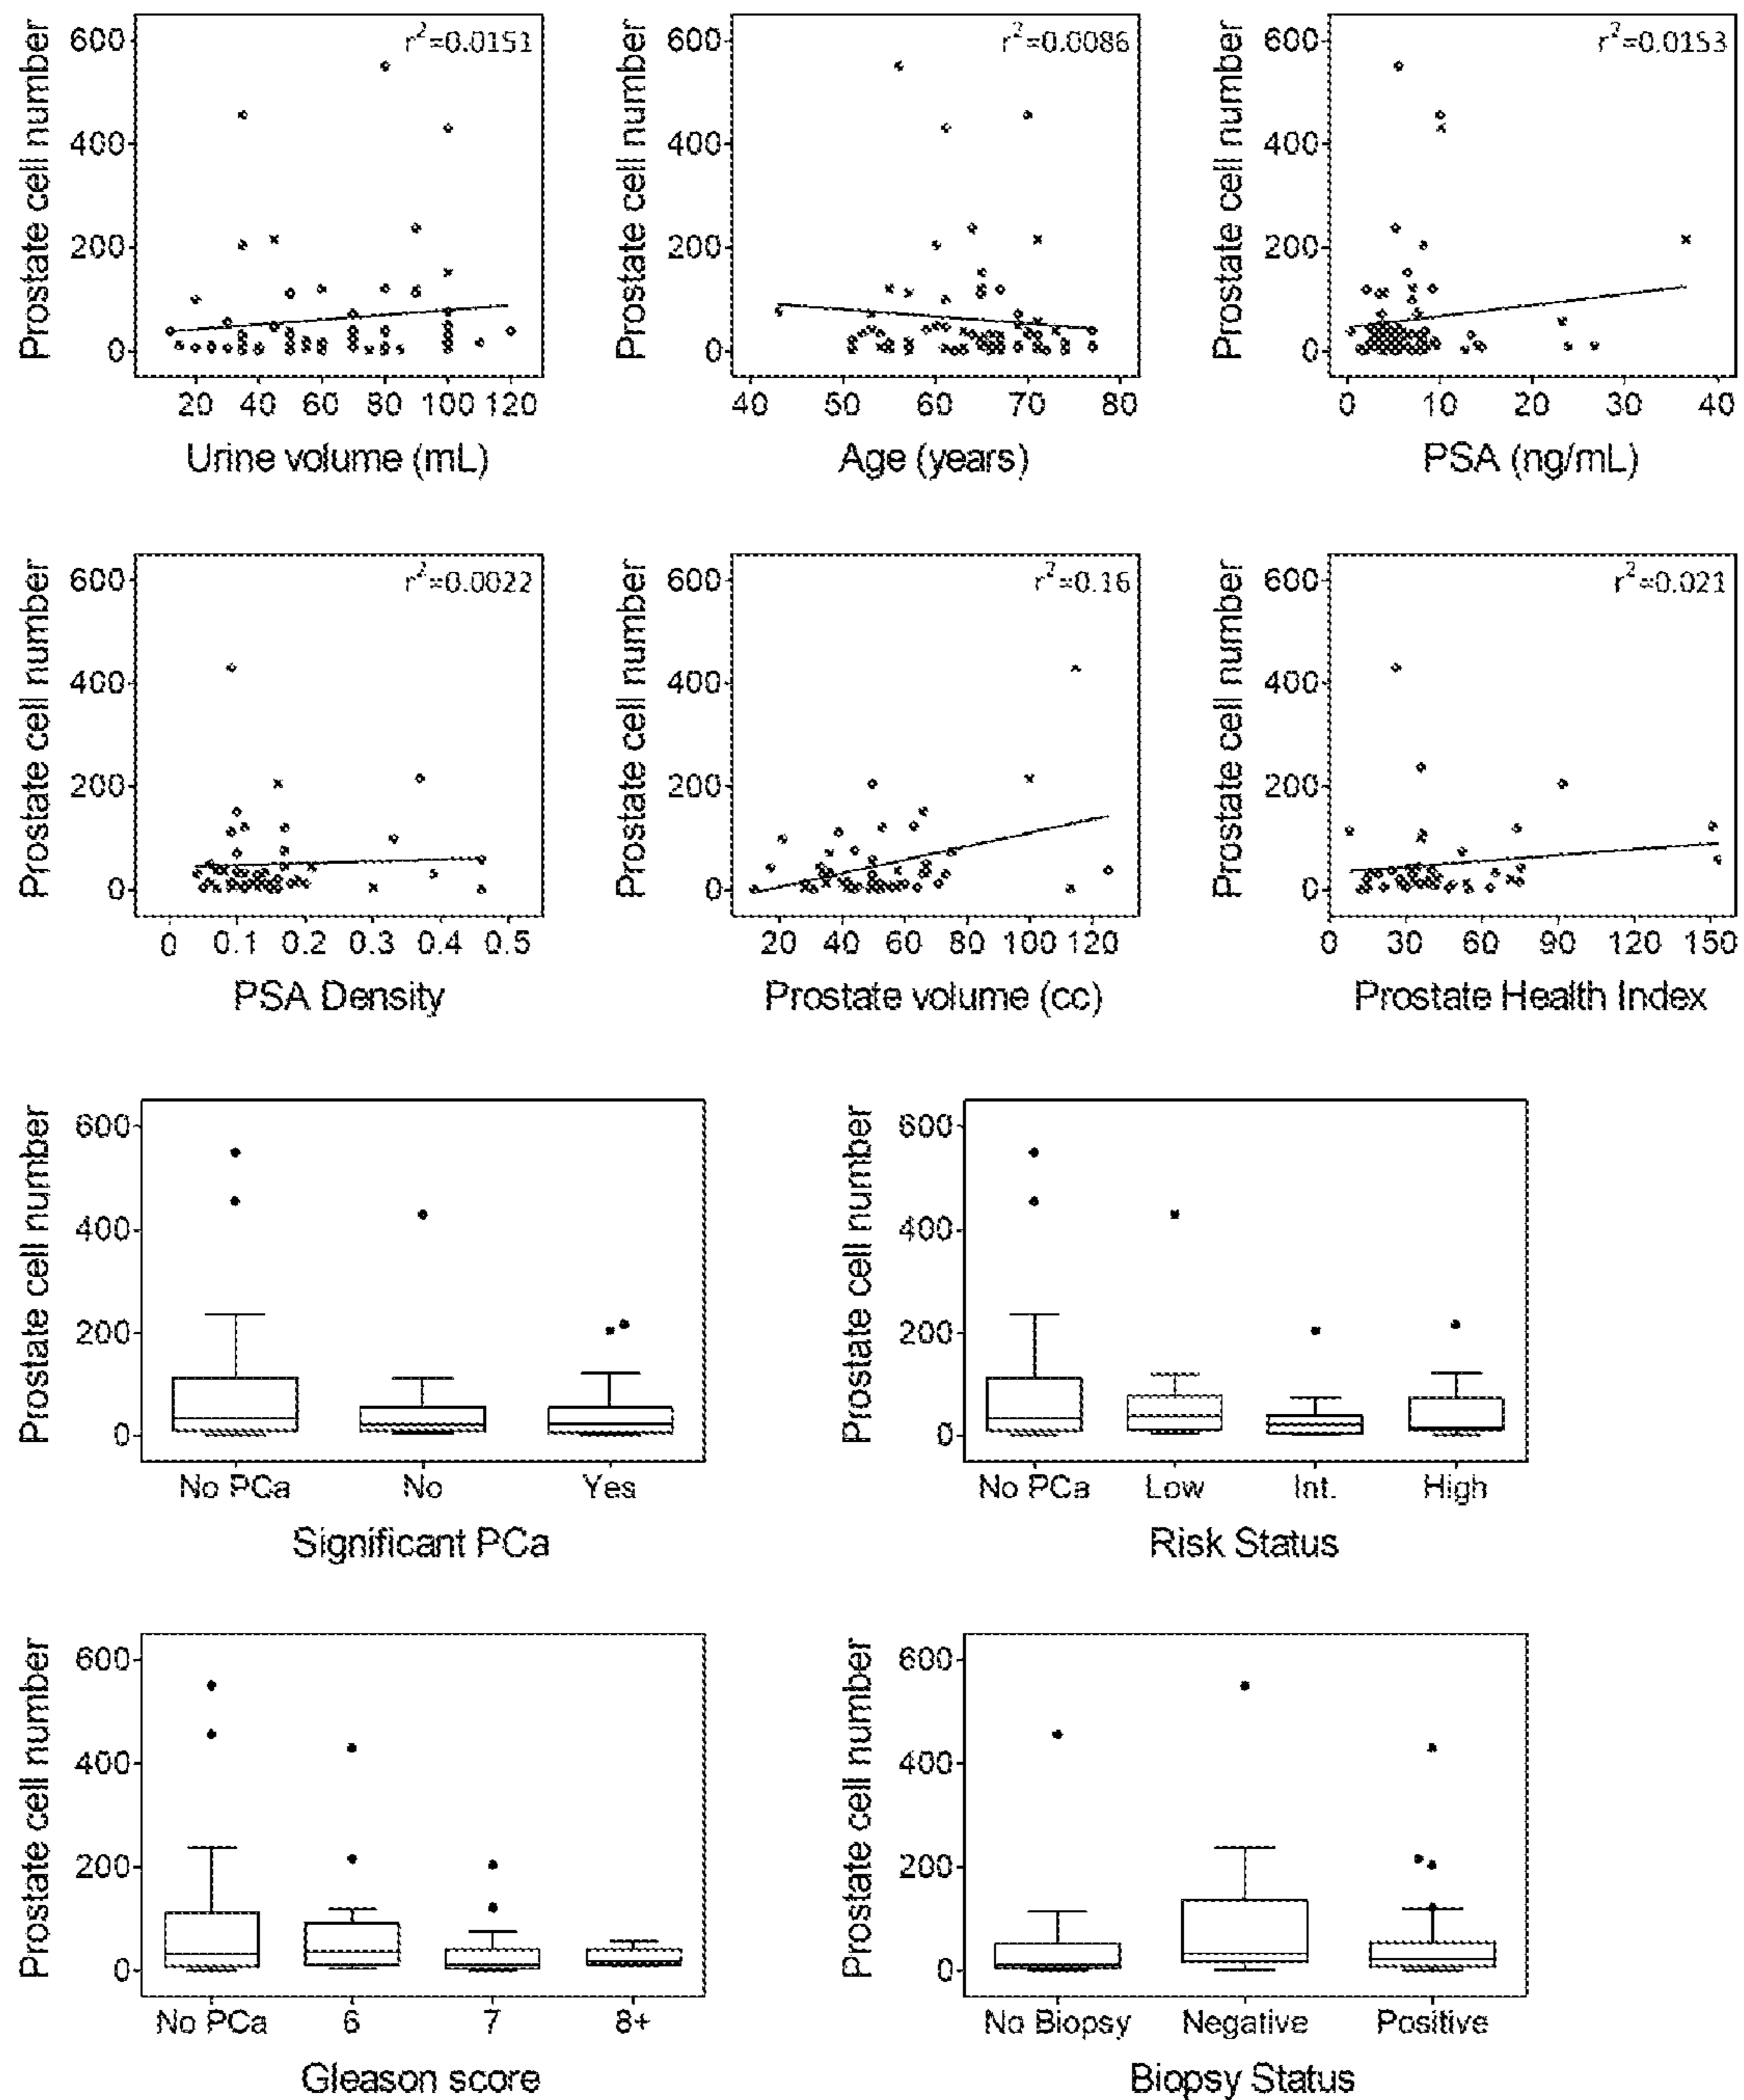 Prostate cell number
600
400
200
0
r²=0.0151
20 40 60 80 100 120
Urine volume (mL)
Prostate cell number
600
400
200
0
r²=0.0086
40 50 60 70 80
Age (years)
Prostate cell number
600
400
200
0
r²=0.0153
0 10 20 30 40
PSA (ng/mL)
Prostate cell number
600
400
200
0
r²=0.0022
0 0.1 0.2 0.3 0.4 0.5
PSA Density
Prostate cell number
600
400
200
0
r²=0.16
20 40 60 80 100 120
Prostate volume (cc)
Prostate cell number
600
400
200
0
r²=0.021
0 30 60 90 120 150
Prostate Health Index
Prostate cell number
600
400
200
0
No PCa No Yes
Significant PCa
Prostate cell number
600
400
200
0
No PCa Low Int. High
Risk Status
Prostate cell number
600
400
200
0
No PCa 6 7 8+
Gleason score
Prostate cell number
600
400
200
0
No Biopsy Negative Positive
Biopsy Status